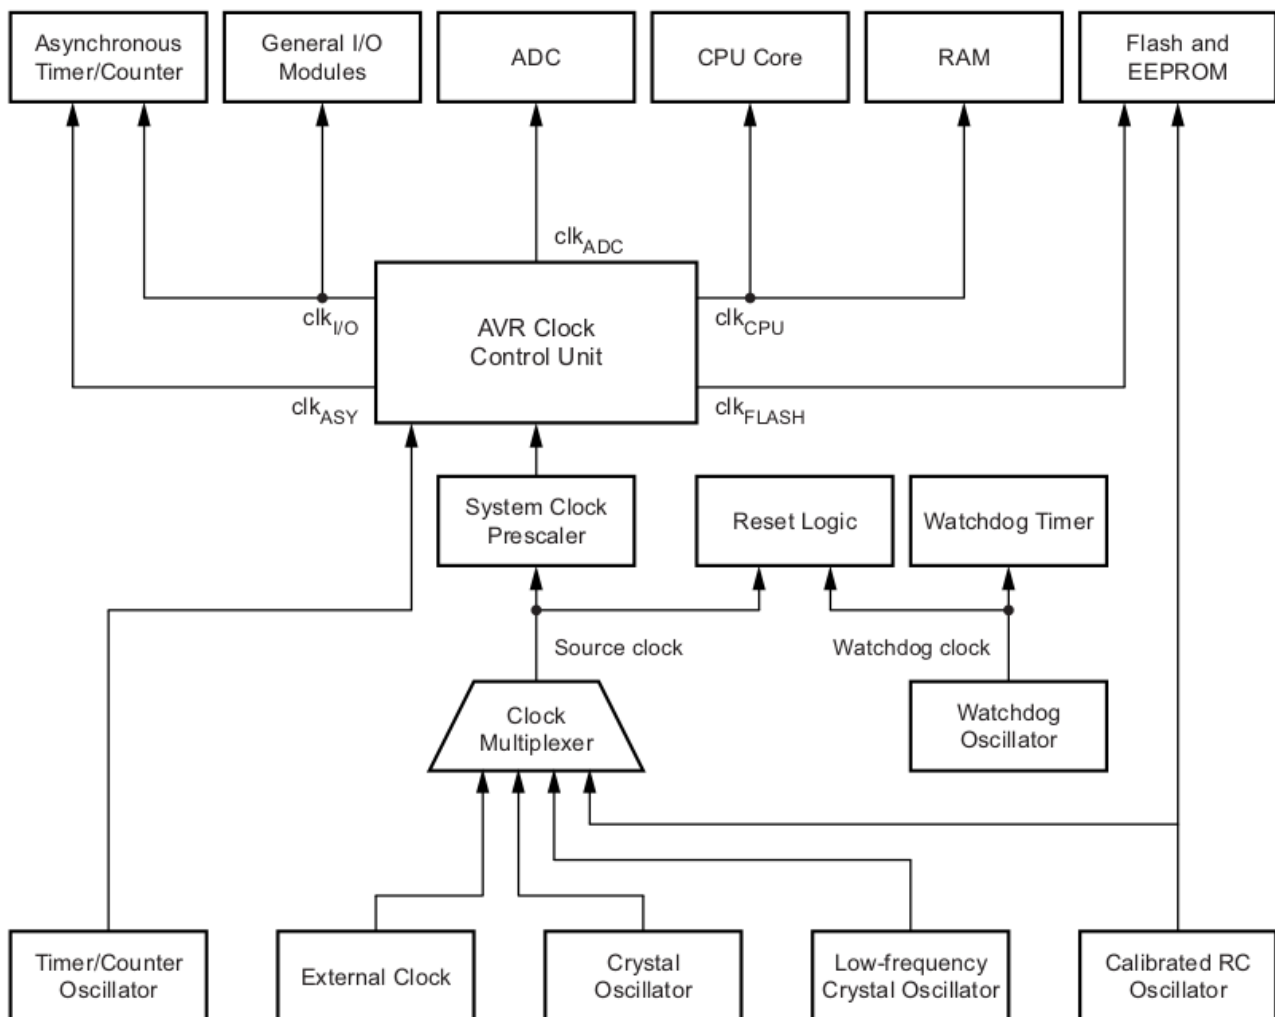 Asynchronous
Timer/Counter
General I/O
Modules
ADC
CPU Core
RAM
Flash and
EEPROM
clkADC
clkI/O
AVR Clock
Control Unit
clkCPU
clkASY
clkFLASH
System Clock
Prescaler
Reset Logic
Watchdog Timer
Source clock
Watchdog clock
Clock
Multiplexer
Watchdog
Oscillator
Timer/Counter
Oscillator
External Clock
Crystal
Oscillator
Low-frequency
Crystal Oscillator
Calibrated RC
Oscillator